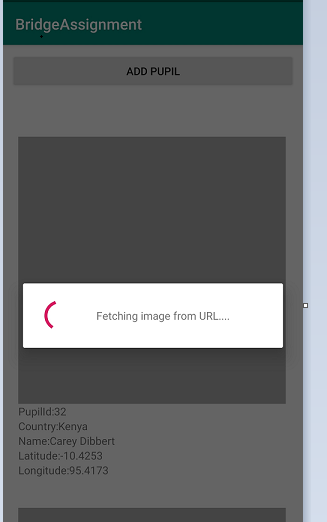 BridgeAssignment
ADD PUPIL
Fetching image from URL....
PupilId:32
Country:Kenya
Name:Carey Dibbert
Latitude:-10.4253
Longitude:95.4173